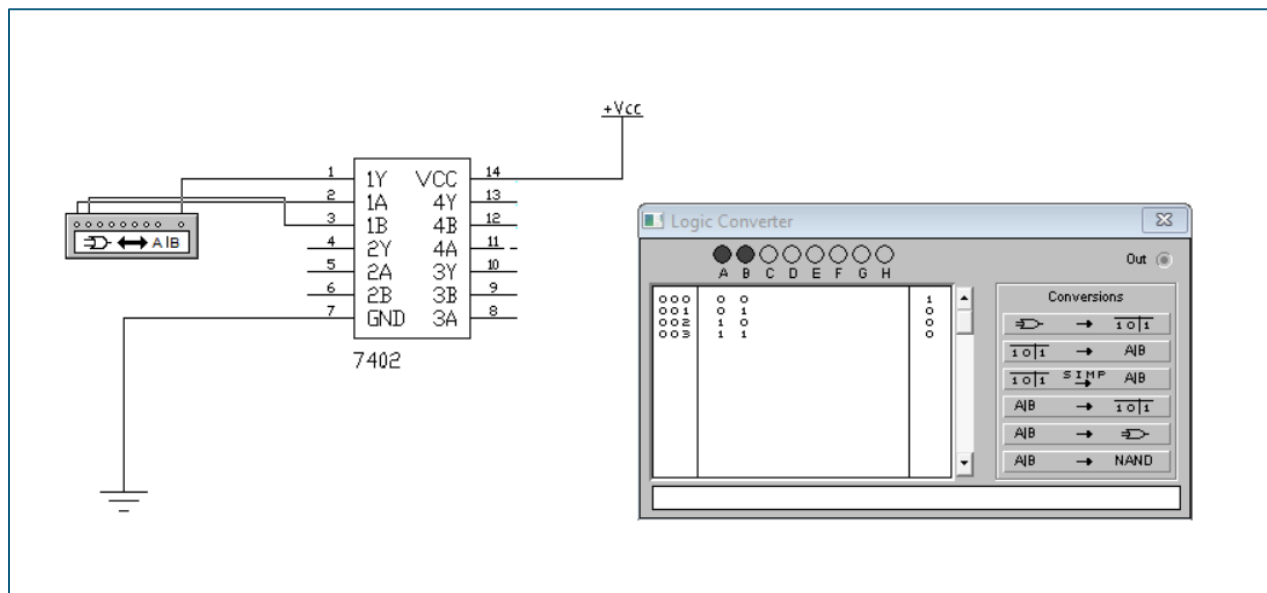 +Vcc
1 1Y VCC 14
2 1A 4Y 13
3 1B 4B 12
4 2Y 4A 11
5 2A 3Y 10
6 2B 3B 9
7 GND 3A 8
7402
A|B
Logic Converter
Out
A B C D E F G H
000 0 0 1
001 0 1 0
002 1 0 0
003 1 1 0
Conversions
→ 1 0|1
1 0|1 → A|B
1 0|1 SIMP → A|B
A|B → 1 0|1
A|B →
A|B → NAND